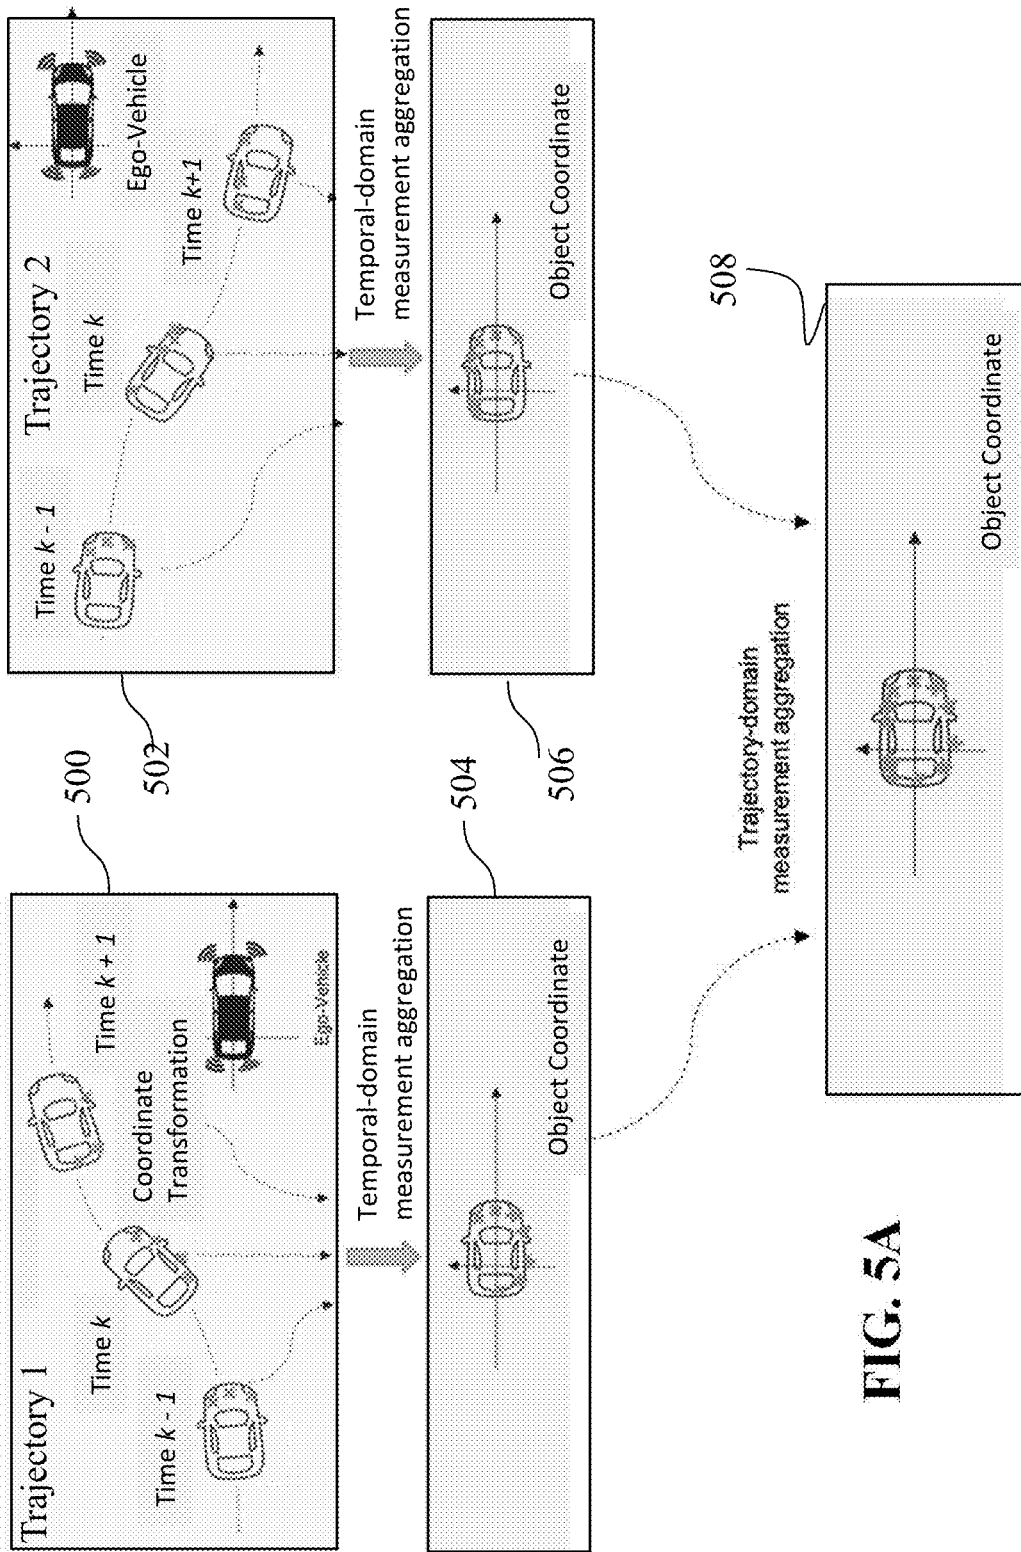 Trajectory 1
Time k - 1
Time k
Time k + 1
Coordinate
Transformation
Ego-Vehicle
500
Temporal-domain
measurement aggregation
Object Coordinate
504
Trajectory 2
Time k - 1
Time k
Time k+1
Ego-Vehicle
502
Temporal-domain
measurement aggregation
Object Coordinate
506
Trajectory-domain
measurement aggregation
Object Coordinate
508
FIG. 5A